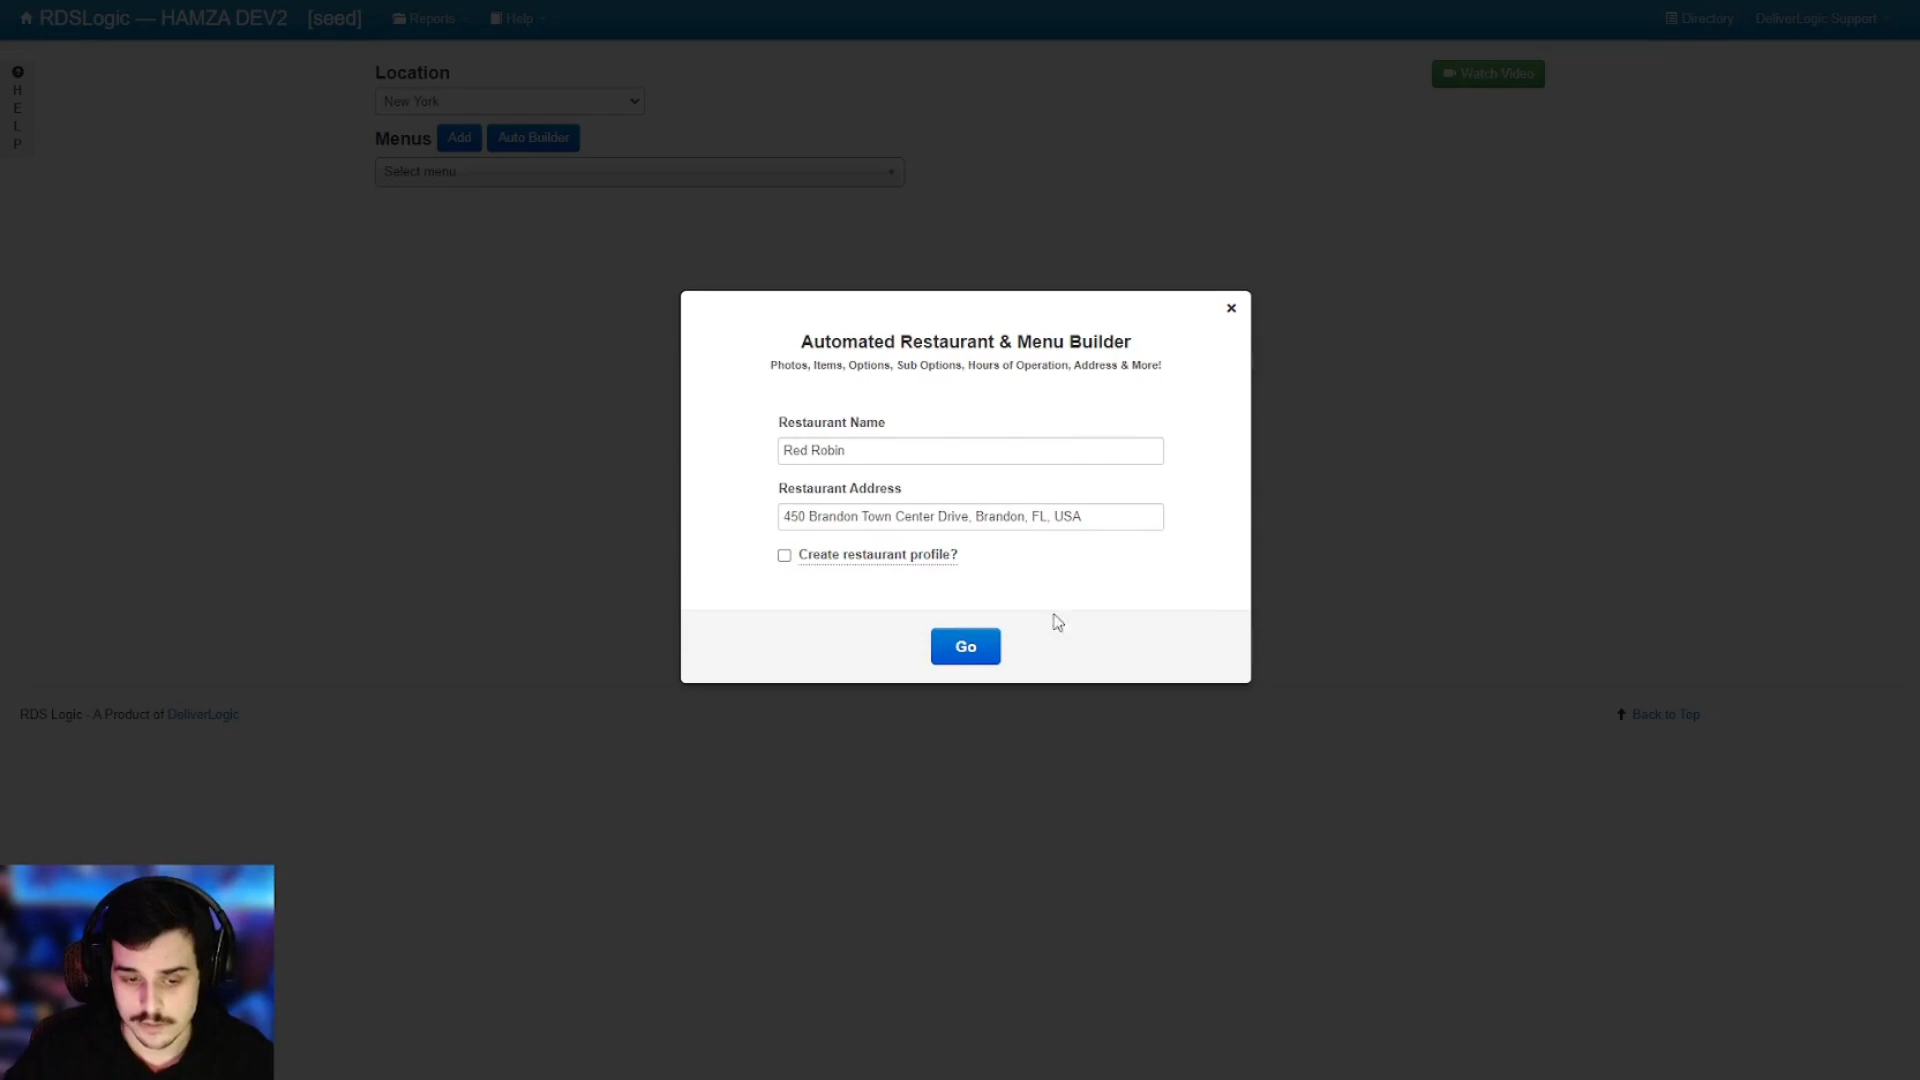 RDSLogic — HAMZA DEV2 [seed] Reports Help Directory DeliverLogic Support
H
E
L
P
Location
Watch Video
New York
Menus Add Auto Builder
Select menu
Automated Restaurant & Menu Builder
Photos, Items, Options, Sub Options, Hours of Operation, Address & More!
Restaurant Name
Red Robin
Restaurant Address
450 Brandon Town Center Drive, Brandon, FL, USA
Create restaurant profile?
Go
RDS Logic - A Product of DeliverLogic
Back to Top